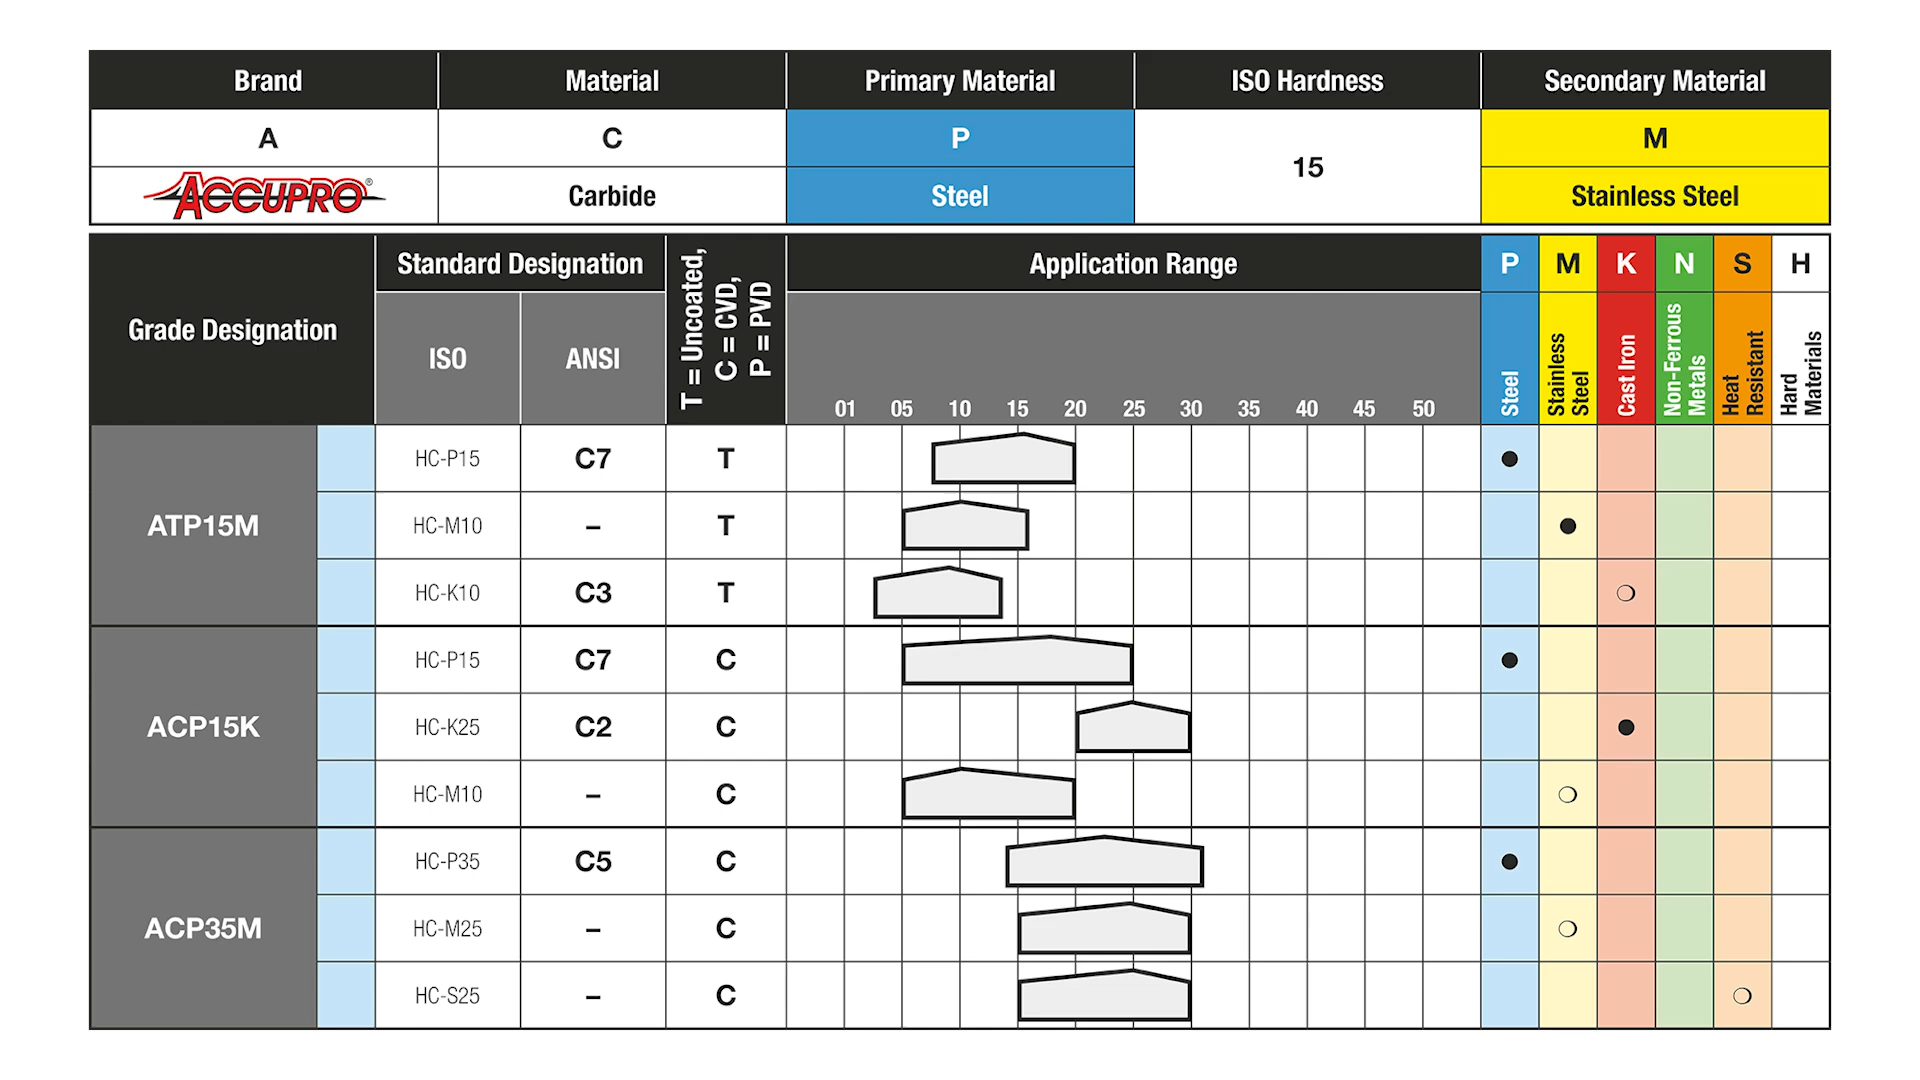 Brand Material Primary Material ISO Hardness Secondary Material
A C P 15 M
ACCUPRO® Carbide Steel Stainless Steel
Grade Designation
Standard Designation
ISO ANSI
T = Uncoated,
C = CVD,
P = PVD
Application Range
01 05 10 15 20 25 30 35 40 45 50
P M K N S H
Steel
Stainless
Steel
Cast Iron
Non-Ferrous
Metals
Heat
Resistant
Hard
Materials
ATP15M
HC-P15 C7 T
HC-M10 – T
HC-K10 C3 T
ACP15K
HC-P15 C7 C
HC-K25 C2 C
HC-M10 – C
ACP35M
HC-P35 C5 C
HC-M25 – C
HC-S25 – C